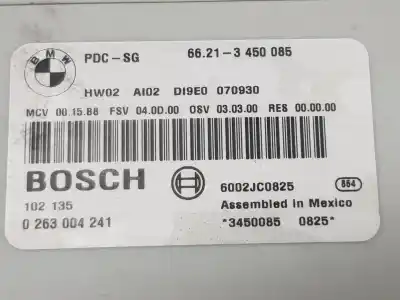 BMW
PDC-SG 66.21-3 450 085
HW02 AI02 DI9E0 070930
MCV 00.15.B8 FSV 04.0D.00 OSV 03.03.00 RES 00.00.00
BOSCH
6002JC0825 864
102 135
Assembled in Mexico
0 263 004 241
*3450085 0825*